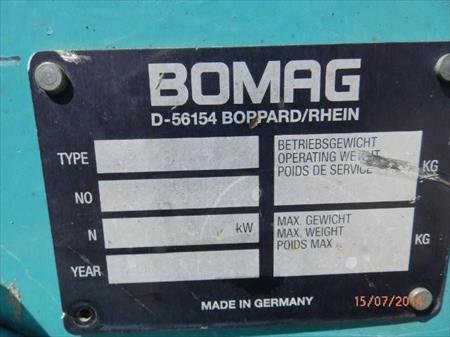 BOMAG
D-56154 BOPPARD/RHEIN
TYPE
BETRIEBSGEWICHT
OPERATING WEIGHT
POIDS DE SERVICE
KG
NO
N kW
MAX. GEWICHT
MAX. WEIGHT
POIDS MAX
KG
YEAR
MADE IN GERMANY
15/07/2014